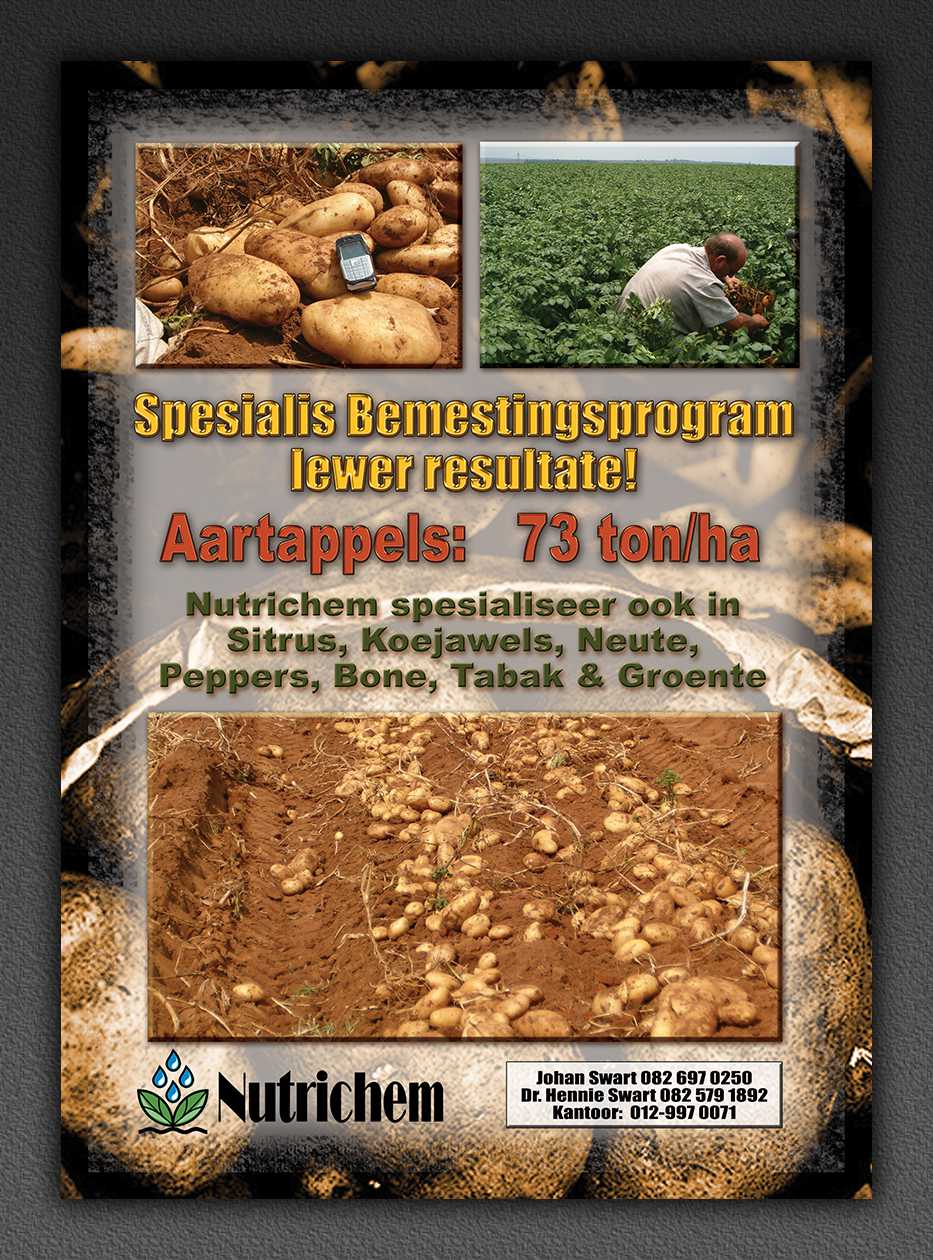 Spesialis Bemestingsprogram
lewer resultate!
Aartappels: 73 ton/ha
Nutrichem spesialiseer ook in
Sitrus, Koejawels, Neute,
Peppers, Bone, Tabak & Groente
Nutrichem
Johan Swart 082 697 0250
Dr. Hennie Swart 082 579 1892
Kantoor: 012-997 0071